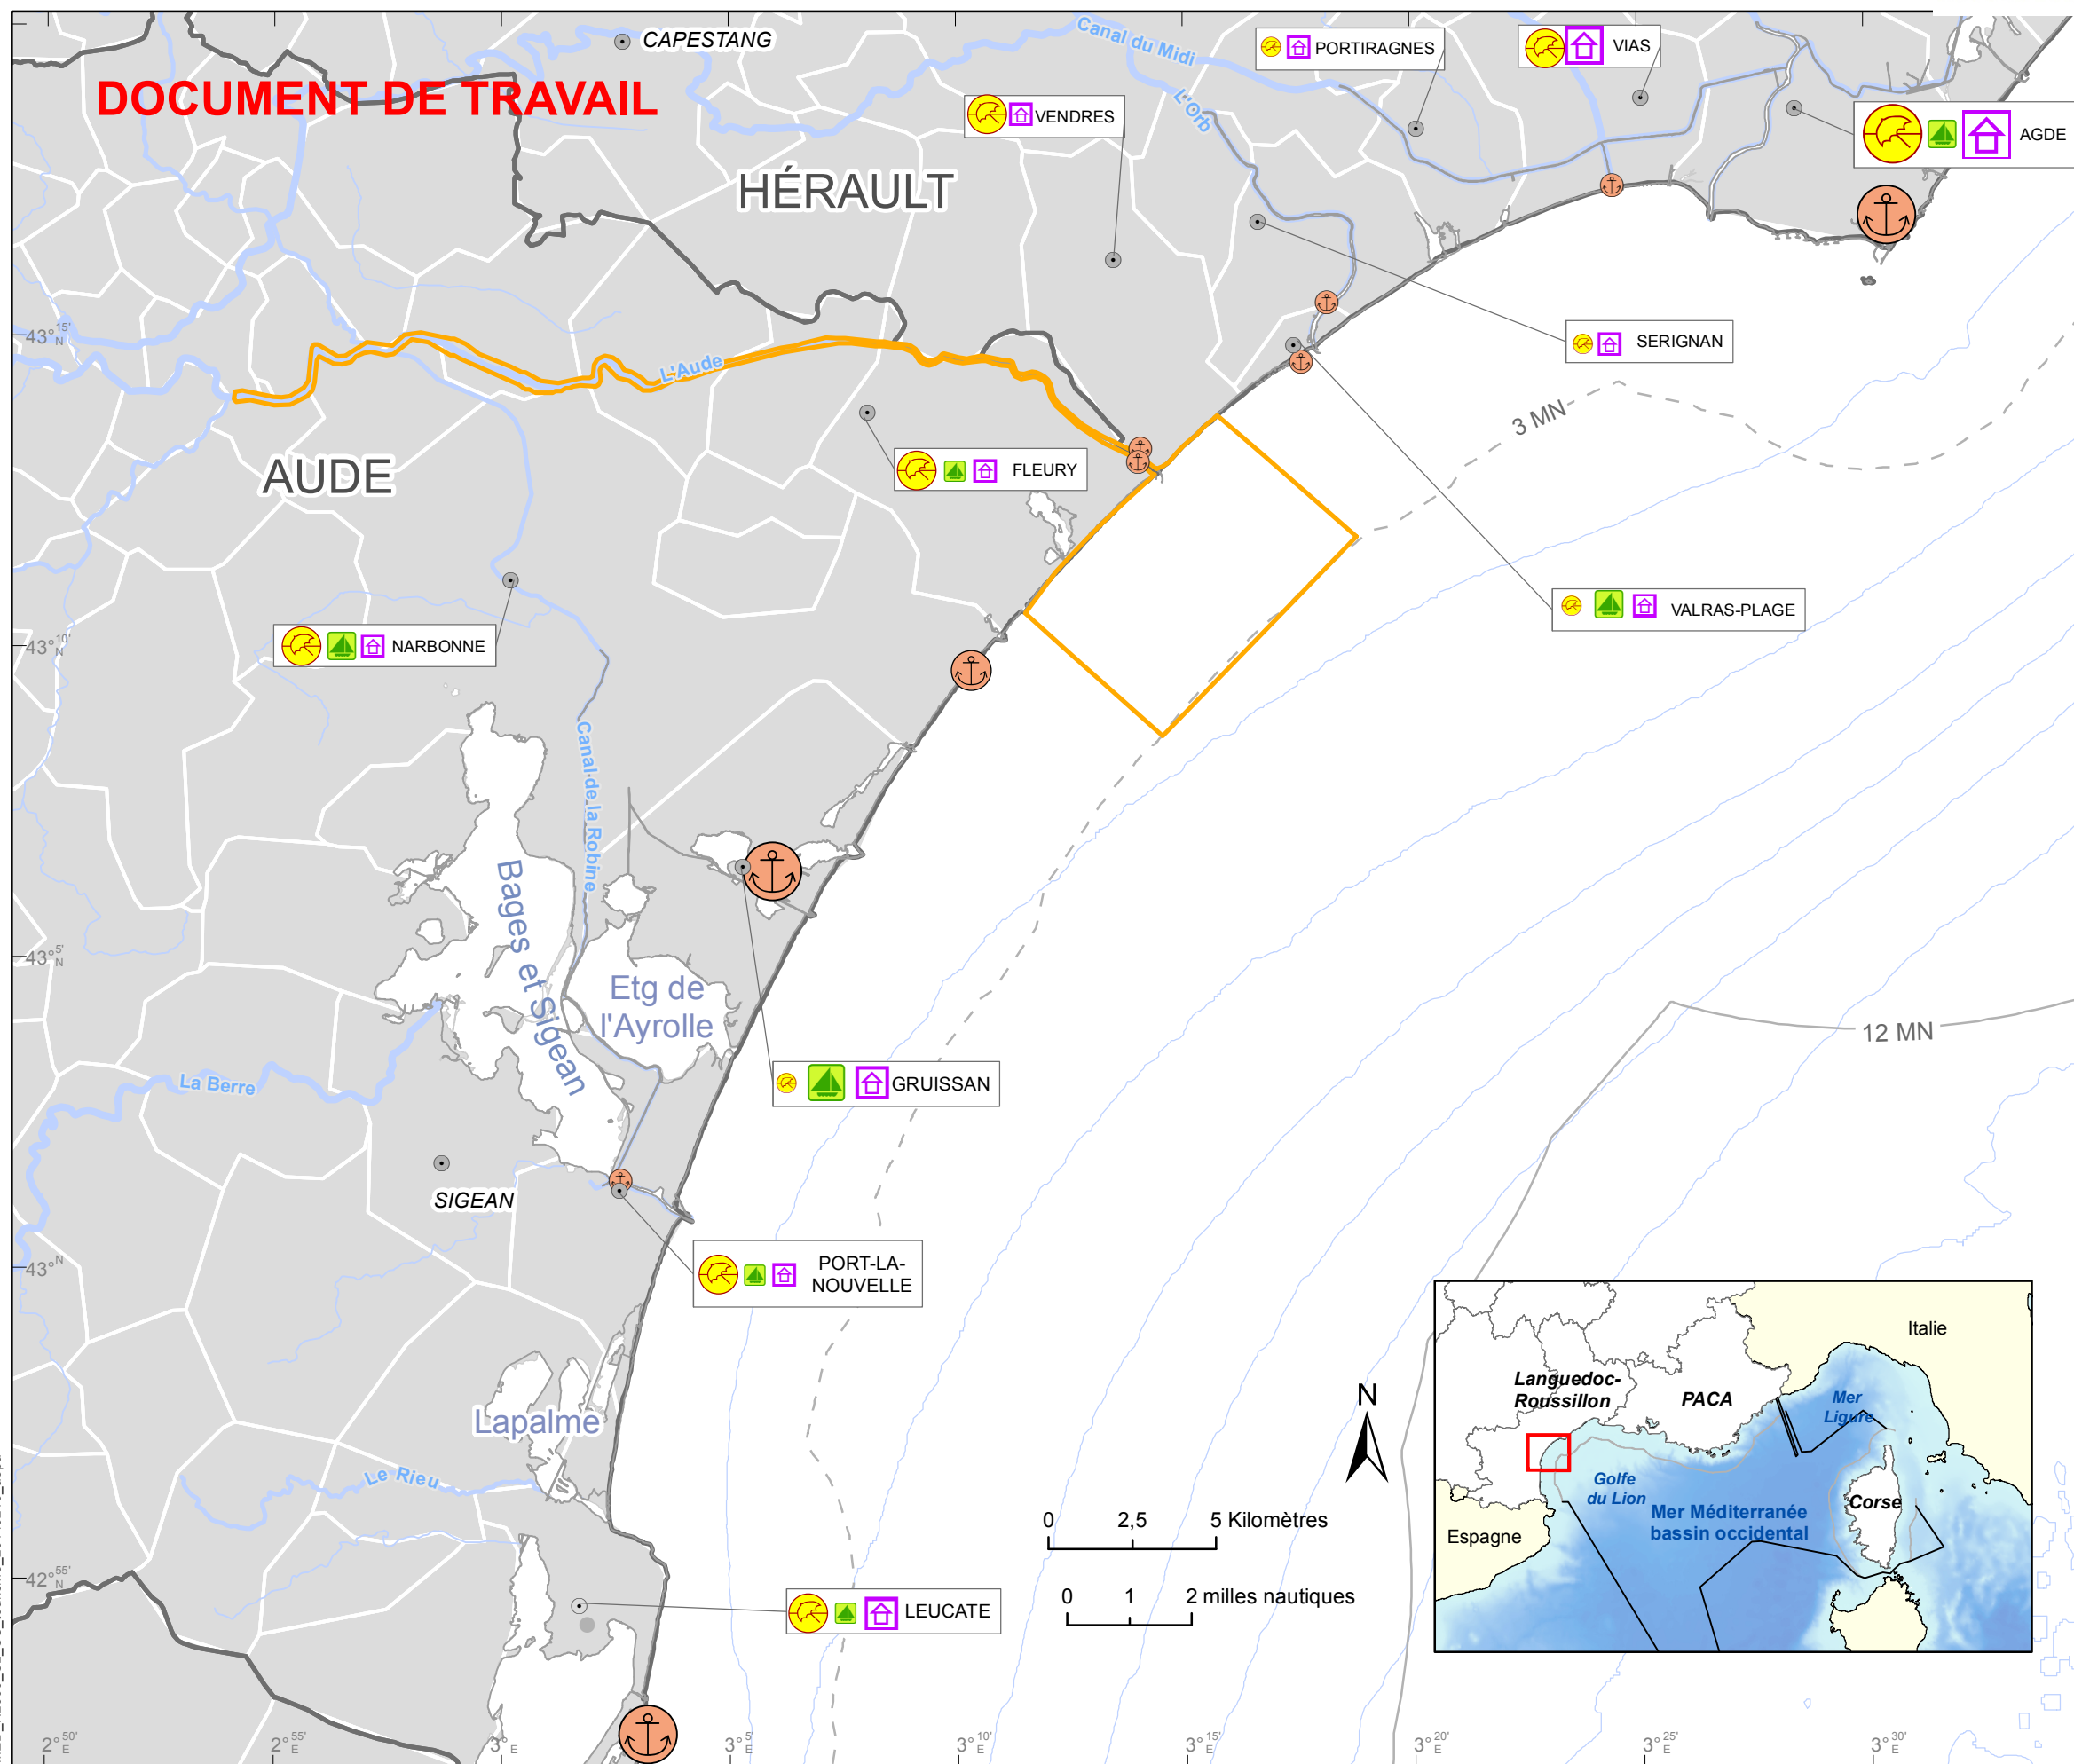 CAPESTANG
Canal du Midi
PORTIRAGNES
VIAS
DOCUMENT DE TRAVAIL
VENDRES
L'Orb
AGDE
HÉRAULT
43°15'N
SERIGNAN
L'Aude
3 MN
FLEURY
AUDE
VALRAS-PLAGE
43°10'N
NARBONNE
Canal de la Robine
Bages et Sigean
43°5'N
Etg de
l'Ayrolle
12 MN
La Berre
GRUISSAN
SIGEAN
43°N
PORT-LA-
NOUVELLE
Italie
Languedoc-
Roussillon
PACA
Mer
Ligure
N
Lapalme
Le Rieu
Golfe
du Lion
Corse
Mer Méditerranée
bassin occidental
Espagne
0 2,5 5 Kilomètres
42°55'N
0 1 2 milles nautiques
LEUCATE
2°50'E 2°55'E 3°E 3°5'E 3°10'E 3°15'E 3°20'E 3°25'E 3°30'E